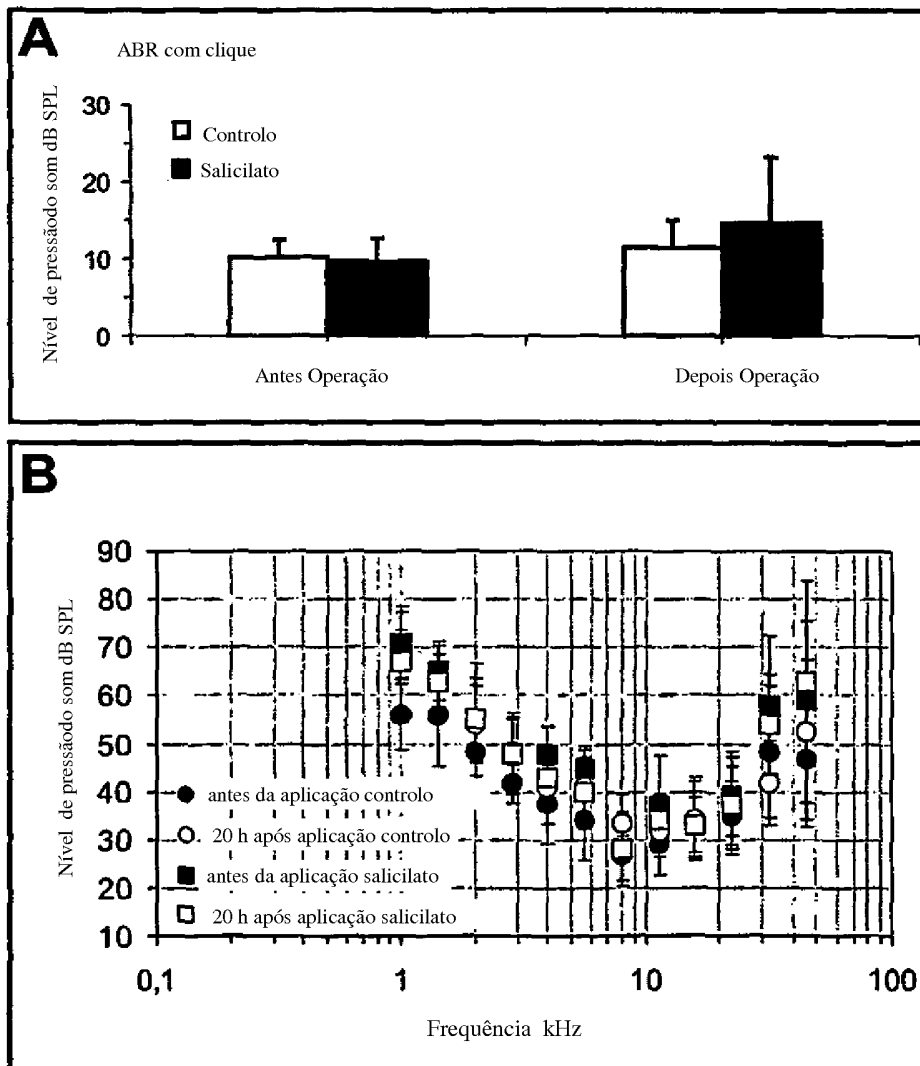 A
ABR com clique
Nível de pressãodo som dB SPL
30
20
10
0
Controlo
Salicilato
Antes Operação
Depois Operação
B
Nível de pressãodo som dB SPL
90
80
70
60
50
40
30
20
10
antes da aplicação controlo
20 h após aplicação controlo
antes da aplicação salicilato
20 h após aplicação salicilato
0,1 1 10 100
Frequência kHz